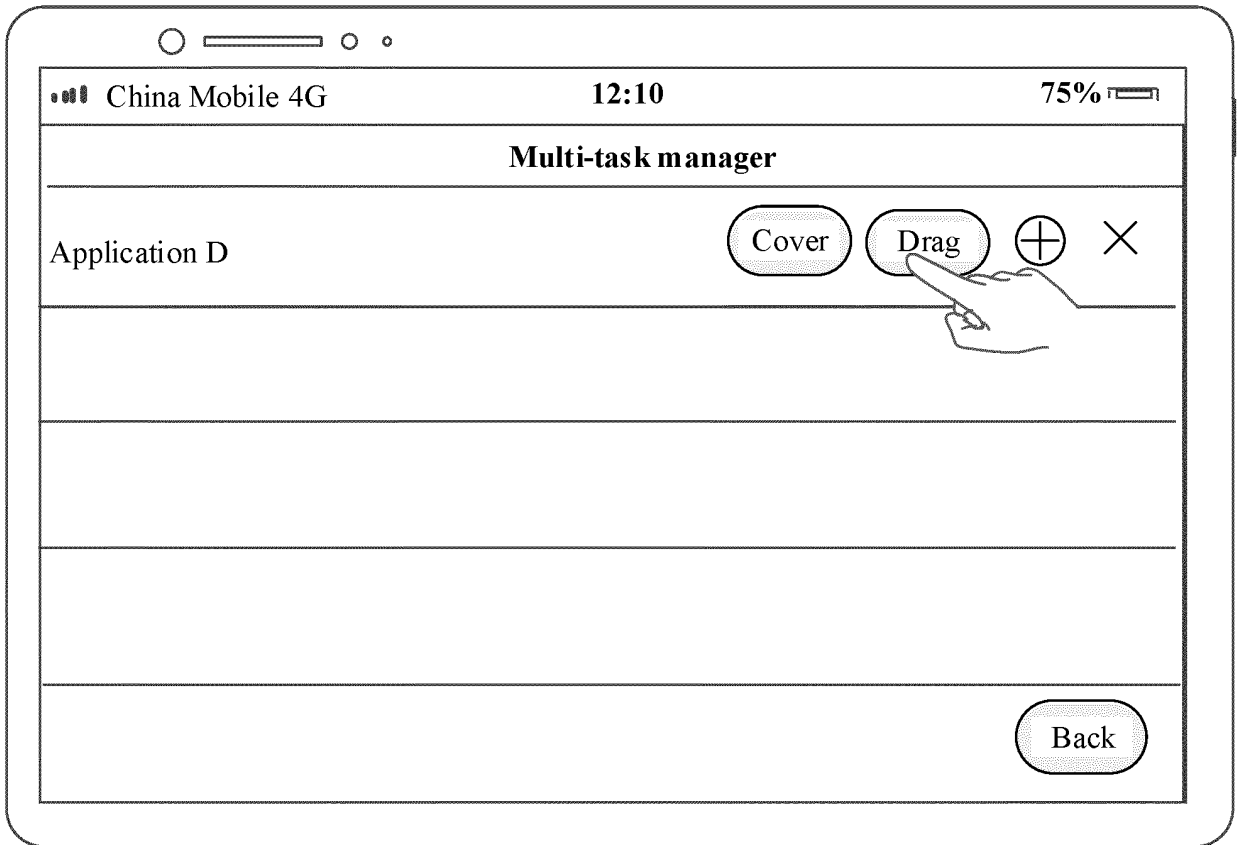 China Mobile 4G 12:10 75%
Multi-task manager
Application D Cover Drag
Back